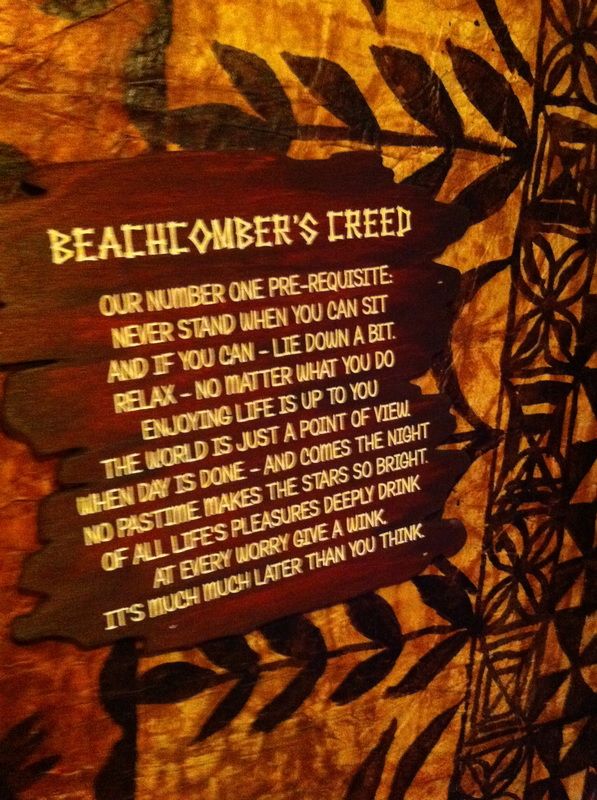 BEACHCOMBER'S CREED
OUR NUMBER ONE PRE-REQUISITE:
NEVER STAND WHEN YOU CAN SIT
AND IF YOU CAN - LIE DOWN A BIT.
RELAX - NO MATTER WHAT YOU DO
ENJOYING LIFE IS UP TO YOU
THE WORLD IS JUST A POINT OF VIEW.
WHEN DAY IS DONE - AND COMES THE NIGHT
NO PASTIME MAKES THE STARS SO BRIGHT.
OF ALL LIFE'S PLEASURES DEEPLY DRINK
AT EVERY WORRY GIVE A WINK.
IT'S MUCH MUCH LATER THAN YOU THINK.